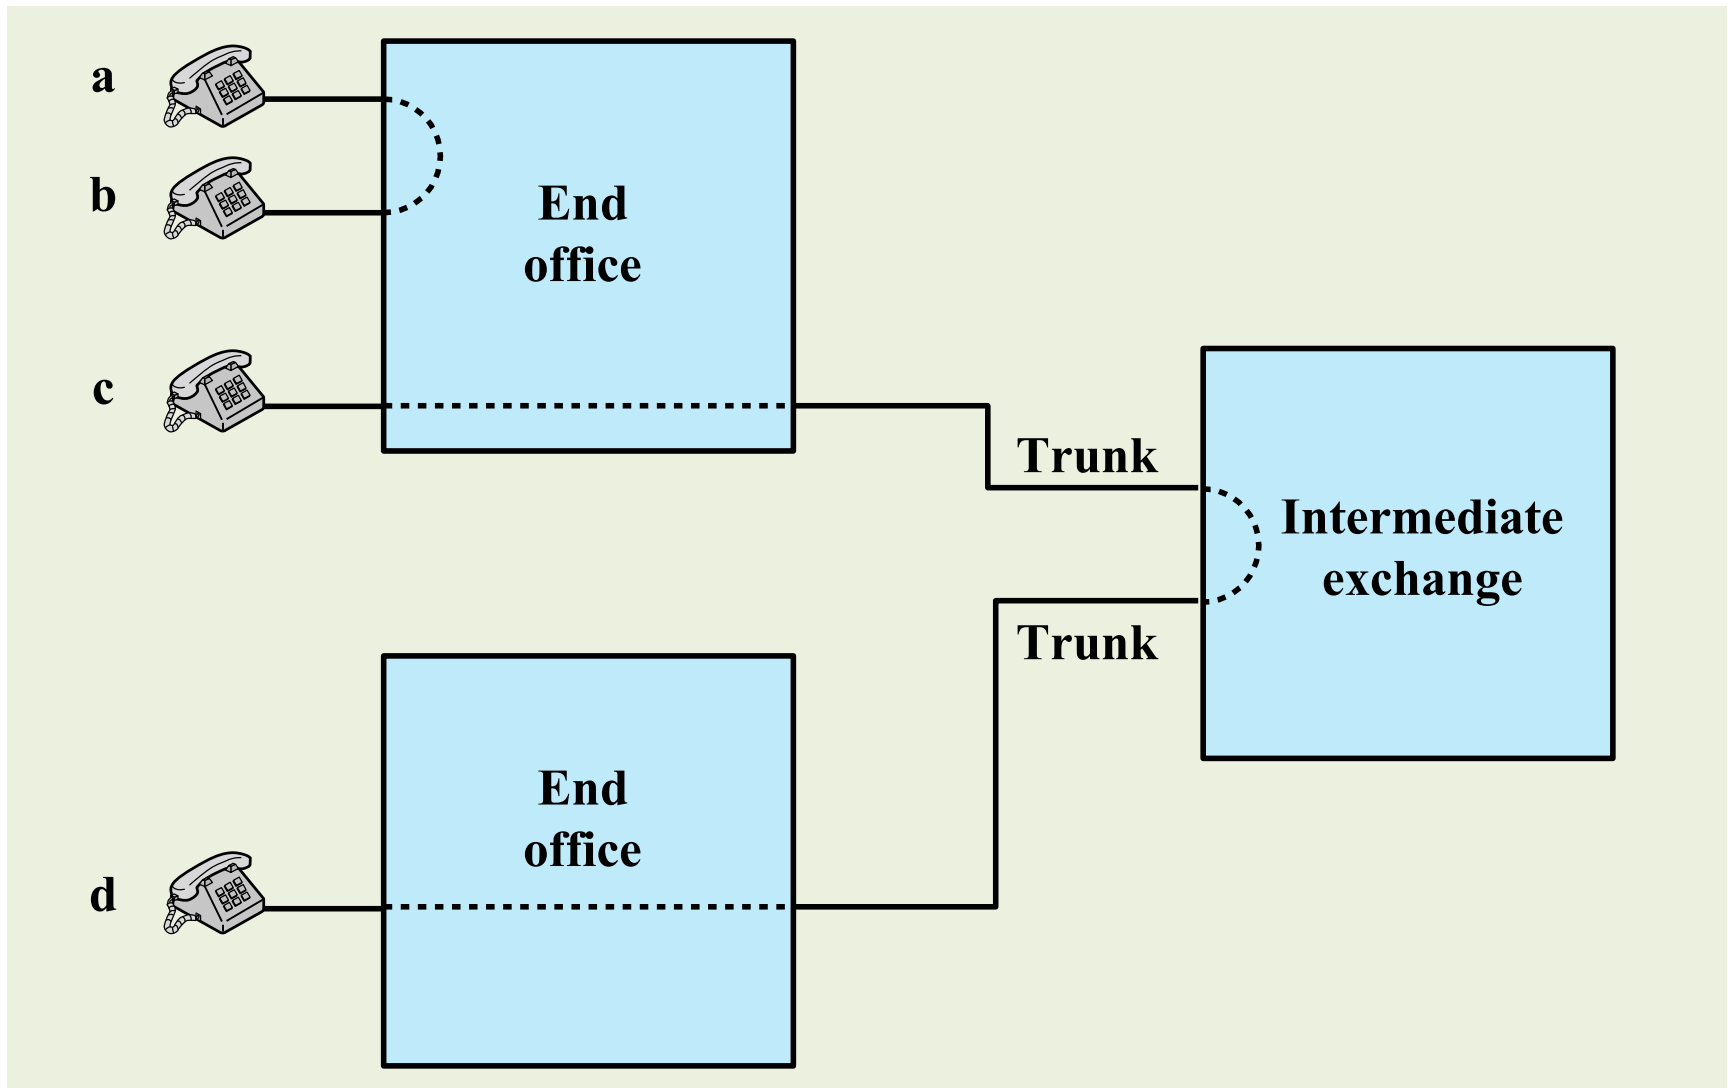 a
b
End
office
c
Trunk
Intermediate
exchange
Trunk
End
office
d